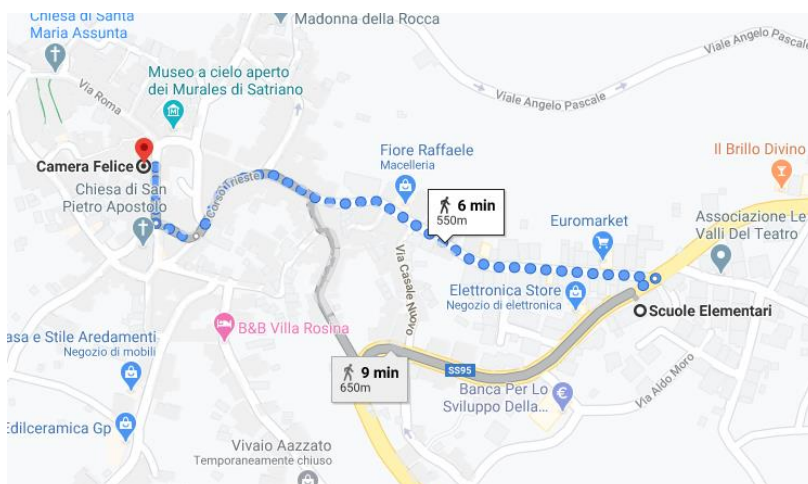 Chiesa di Santa
Maria Assunta
Madonna della Rocca
Museo a cielo aperto
dei Murales di Satriano
Via Roma
Viale Angelo Pascale
Viale Angelo Pascale
Camera Felice
Chiesa di San
Pietro Apostolo
Corso Trieste
Fiore Raffaele
Macelleria
Il Brillo Divino
6 min
550m
Euromarket
Associazione Le
Valli Del Teatro
Via Casale Nuovo
Elettronica Store
Negozio di elettronica
Scuole Elementari
B&B Villa Rosina
asa e Stile Aredamenti
Negozio di mobili
9 min
650m
SS95
Banca Per Lo
Sviluppo Della...
Via Aldo Moro
Edilceramica Gp
Vivaio Aazzato
Temporaneamente chiuso